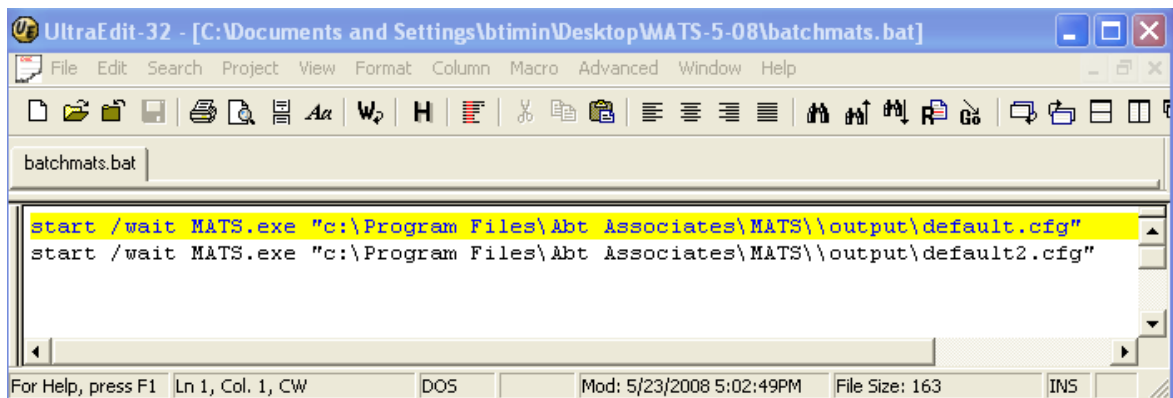 UltraEdit-32 - [C:\Documents and Settings\btimin\Desktop\MATS-5-08\batchmats.bat]
File Edit Search Project View Format Column Macro Advanced Window Help
batchmats.bat
start /wait MATS.exe "c:\Program Files\Abt Associates\MATS\\output\default.cfg"
start /wait MATS.exe "c:\Program Files\Abt Associates\MATS\\output\default2.cfg"
For Help, press F1 Ln 1, Col. 1, CW DOS Mod: 5/23/2008 5:02:49PM File Size: 163 INS